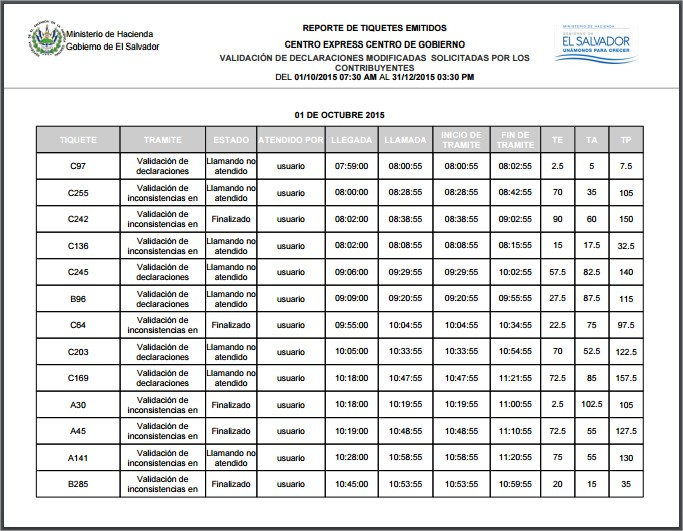 Ministerio de Hacienda
Gobierno de El Salvador
REPORTE DE TIQUETES EMITIDOS
CENTRO EXPRESS CENTRO DE GOBIERNO
VALIDACIÓN DE DECLARACIONES MODIFICADAS SOLICITADAS POR LOS
CONTRIBUYENTES
DEL 01/10/2015 07:30 AM AL 31/12/2015 03:30 PM
MINISTERIO DE HACIENDA
GOBIERNO DE
EL SALVADOR
UNÁMONOS PARA CRECER
01 DE OCTUBRE 2015
TIQUETE TRAMITE ESTADO ATENDIDO POR LLEGADA LLAMADA INICIO DE TRAMITE FIN DE TRAMITE TE TA TP
C97 Validación de declaraciones Llamando no atendido usuario 07:59:00 08:00:55 08:00:55 08:02:55 2.5 5 7.5
C255 Validación de inconsistencias en Llamando no atendido usuario 08:00:00 08:28:55 08:28:55 08:42:55 70 35 105
C242 Validación de inconsistencias en Finalizado usuario 08:02:00 08:38:55 08:38:55 09:02:55 90 60 150
C136 Validación de inconsistencias en Llamando no atendido usuario 08:02:00 08:08:55 08:08:55 08:15:55 15 17.5 32.5
C245 Validación de declaraciones Llamando no atendido usuario 09:06:00 09:29:55 09:29:55 10:02:55 57.5 82.5 140
B96 Validación de declaraciones Llamando no atendido usuario 09:09:00 09:20:55 09:20:55 09:55:55 27.5 87.5 115
C64 Validación de inconsistencias en Finalizado usuario 09:55:00 10:04:55 10:04:55 10:34:55 22.5 75 97.5
C203 Validación de declaraciones Llamando no atendido usuario 10:05:00 10:33:55 10:33:55 10:54:55 70 52.5 122.5
C169 Validación de declaraciones Llamando no atendido usuario 10:18:00 10:47:55 10:47:55 11:21:55 72.5 85 157.5
A30 Validación de inconsistencias en Finalizado usuario 10:18:00 10:19:55 10:19:55 11:00:55 2.5 102.5 105
A45 Validación de inconsistencias en Finalizado usuario 10:19:00 10:48:55 10:48:55 11:10:55 72.5 55 127.5
A141 Validación de inconsistencias en Llamando no atendido usuario 10:28:00 10:58:55 10:58:55 11:20:55 75 55 130
B285 Validación de inconsistencias en Finalizado usuario 10:45:00 10:53:55 10:53:55 10:59:55 20 15 35